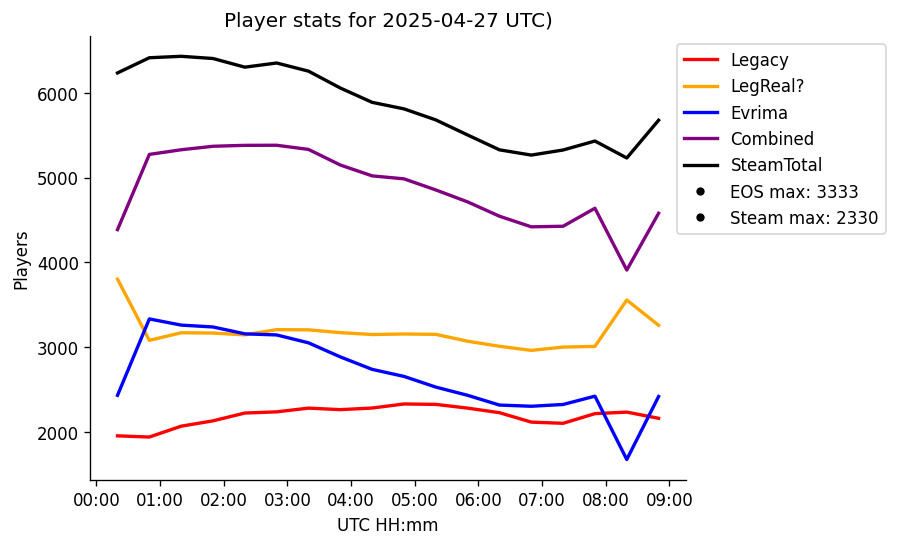 Player stats for 2025-04-27 UTC)
Legacy
LegReal?
Evrima
Combined
SteamTotal
EOS max: 3333
Steam max: 2330
Players
6000
5000
4000
3000
2000
00:00 01:00 02:00 03:00 04:00 05:00 06:00 07:00 08:00 09:00
UTC HH:mm